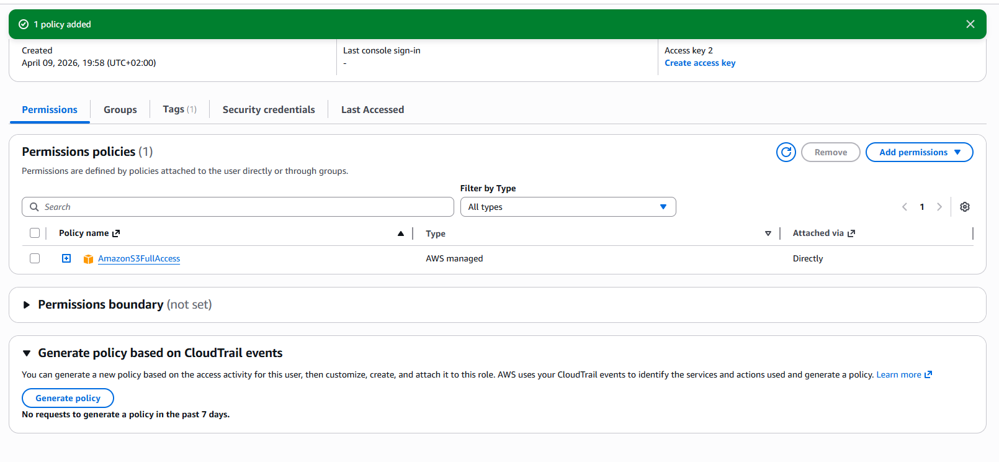 1 policy added
Created
April 09, 2026, 19:58 (UTC+02:00)
Last console sign-in
-
Access key 2
Create access key
Permissions
Groups
Tags (1)
Security credentials
Last Accessed
Permissions policies (1)
Remove
Add permissions
Permissions are defined by policies attached to the user directly or through groups.
Filter by Type
Search
All types
1
Policy name
Type
Attached via
AmazonS3FullAccess
AWS managed
Directly
Permissions boundary (not set)
Generate policy based on CloudTrail events
You can generate a new policy based on the access activity for this user, then customize, create, and attach it to this role. AWS uses your CloudTrail events to identify the services and actions used and generate a policy. Learn more
Generate policy
No requests to generate a policy in the past 7 days.